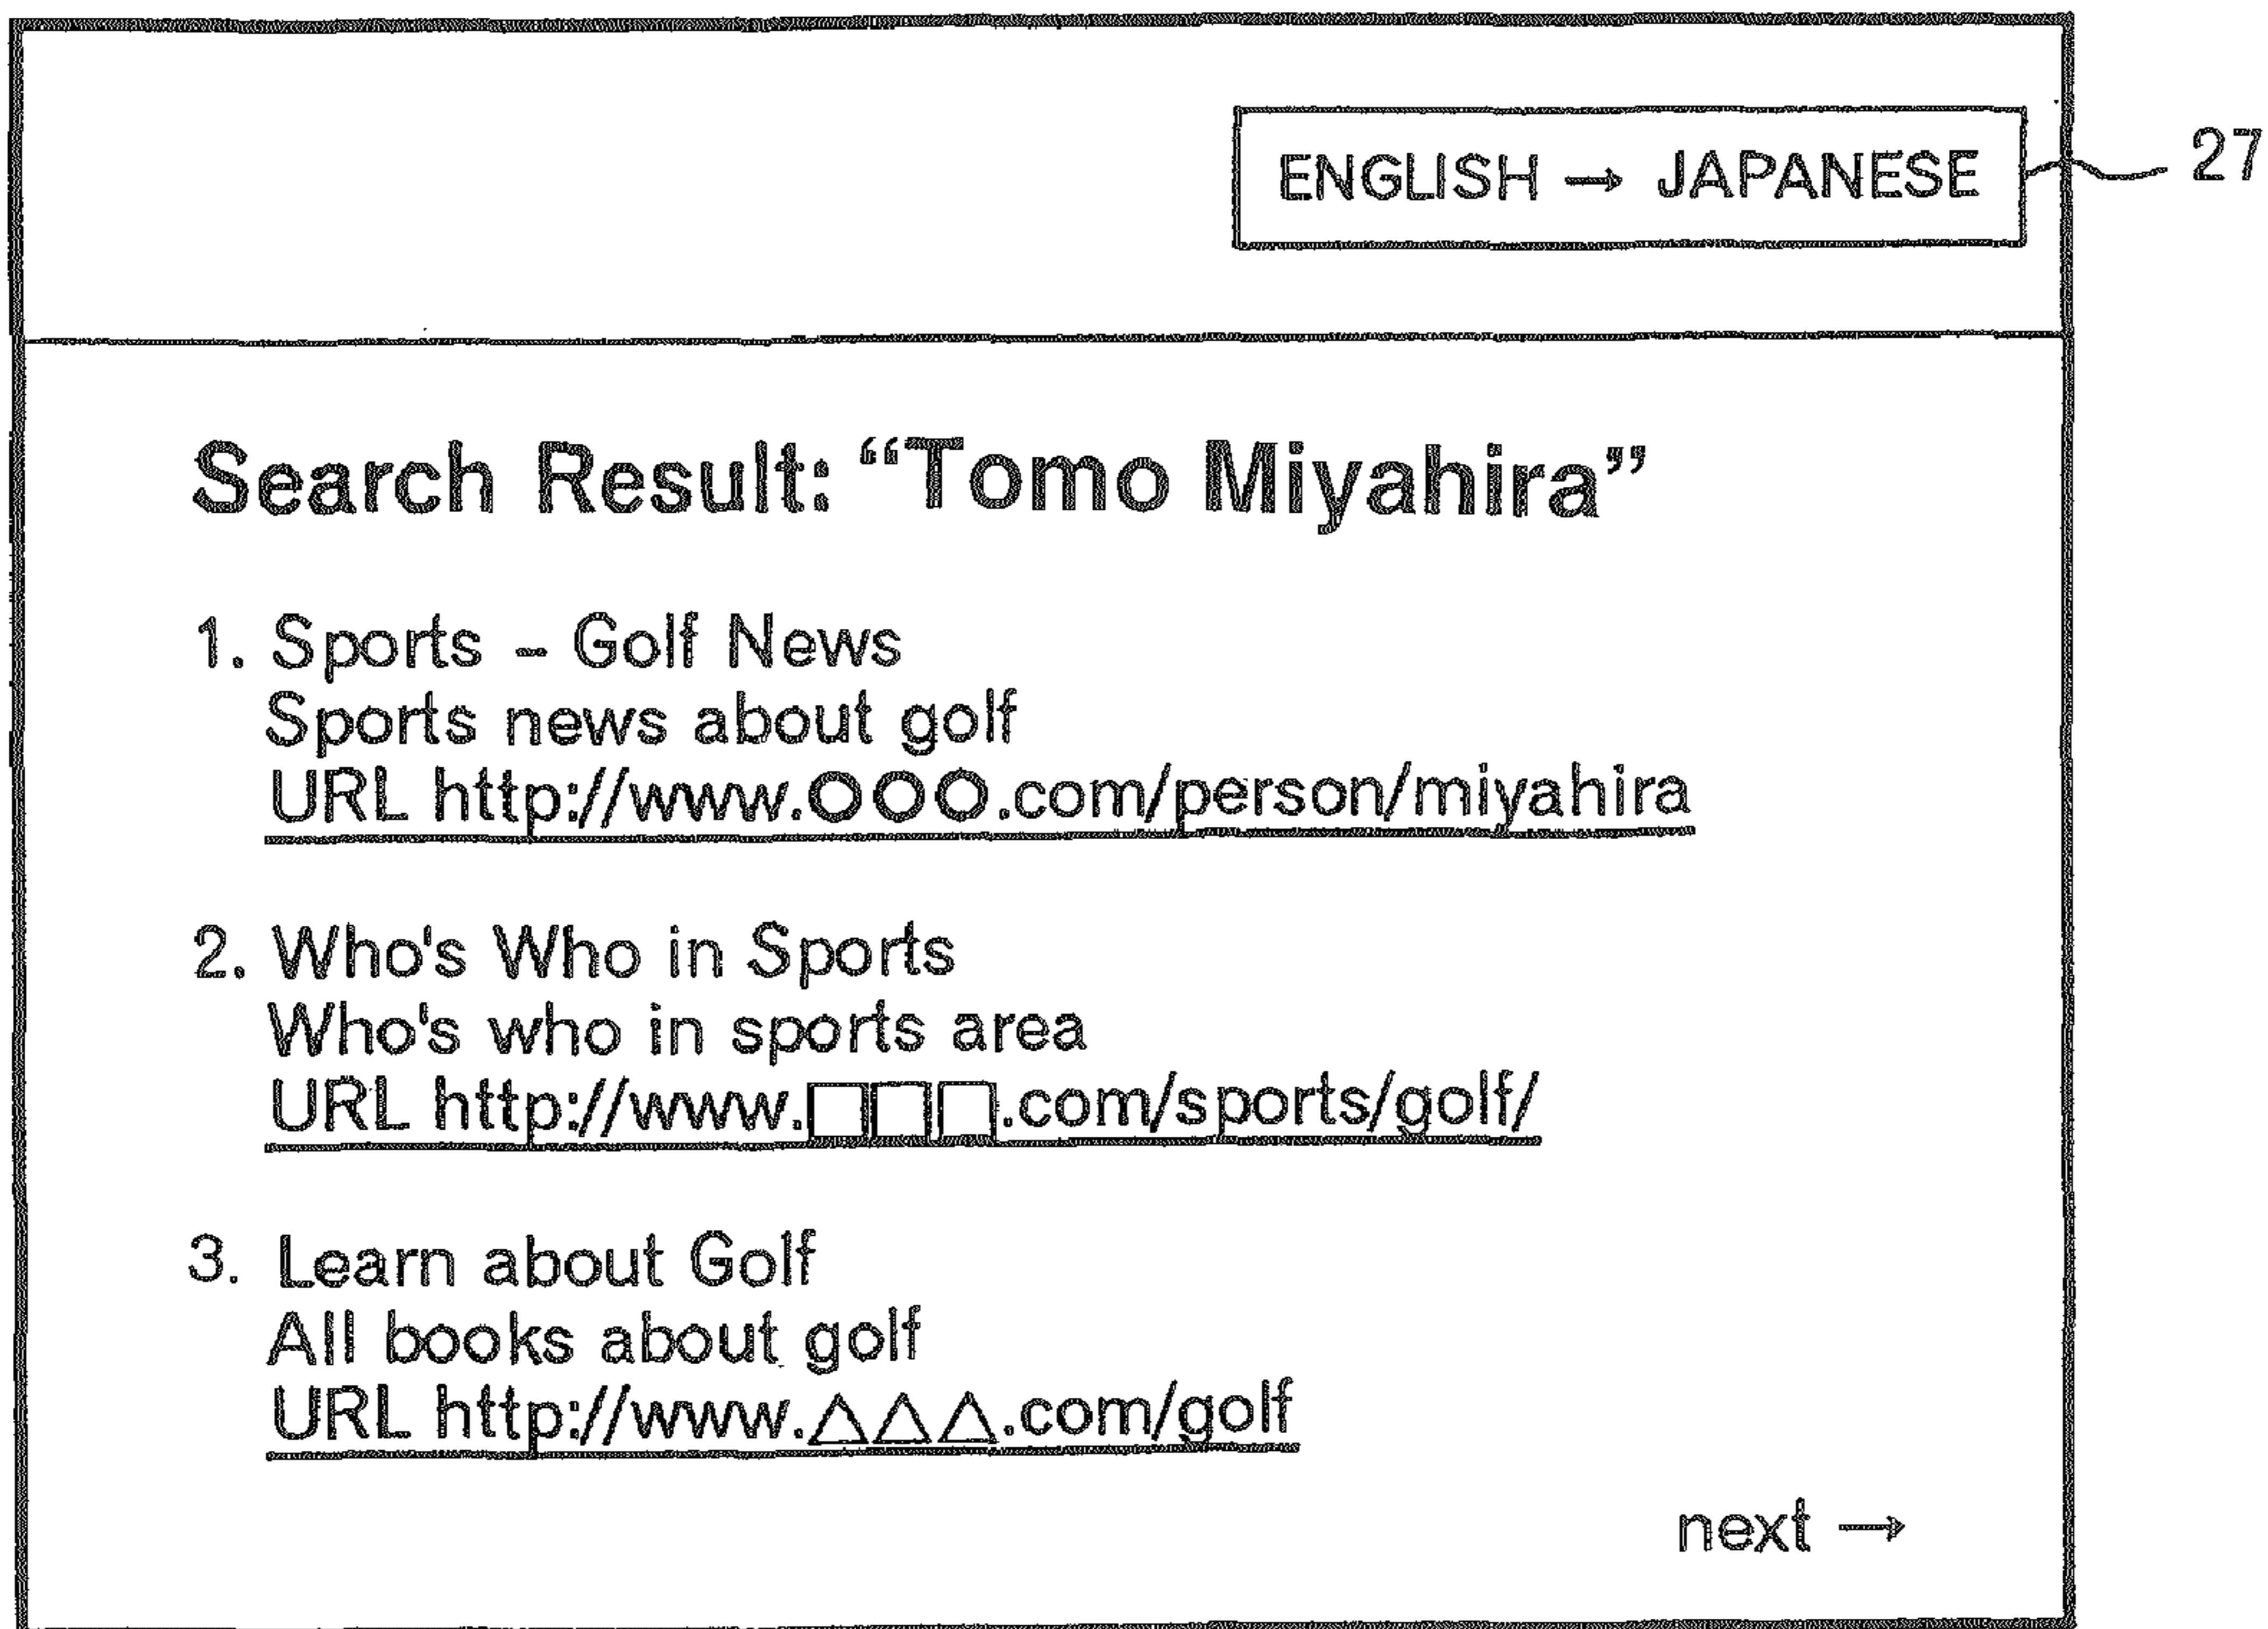 ENGLISH → JAPANESE 27
Search Result: “Tomo Miyahira”
1. Sports – Golf News
Sports news about golf
URL http://www.○○○.com/person/miyahira
2. Who's Who in Sports
Who's who in sports area
URL http://www.□□□.com/sports/golf/
3. Learn about Golf
All books about golf
URL http://www.△△△.com/golf
next →